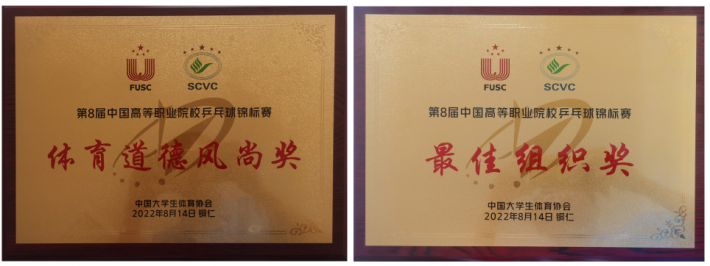 FUSC
SCVC
第8届中国高等职业院校乒乓球锦标赛
体育道德风尚奖
中国大学生体育协会
2022年8月14日 铜仁
FUSC
SCVC
第8届中国高等职业院校乒乓球锦标赛
最佳组织奖
中国大学生体育协会
2022年8月14日 铜仁